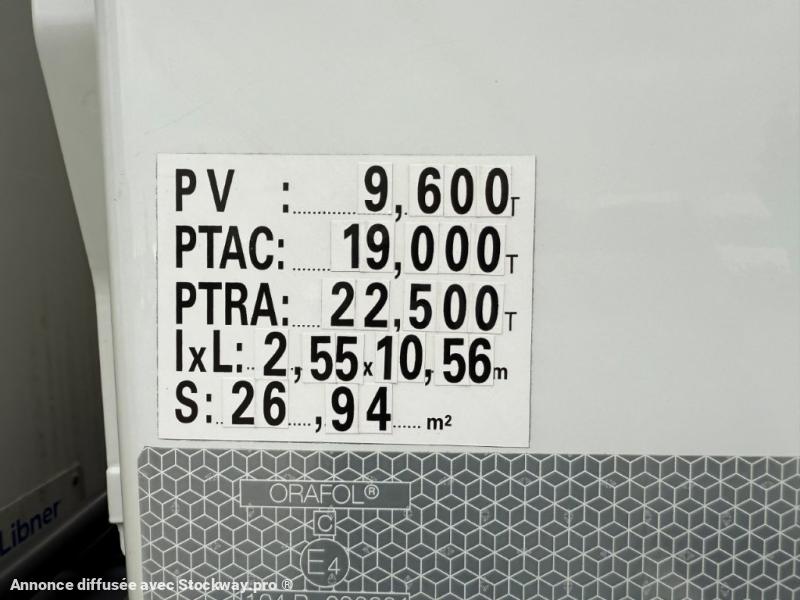 PV :.............9,600T
PTAC:........19,000T
PTRA:......22,500T
IxL:..2,55x10,56m
S:..26.....,94......m²
ORAFOL®
C
E4
Libner
Annonce diffusée avec Stockway.pro ®